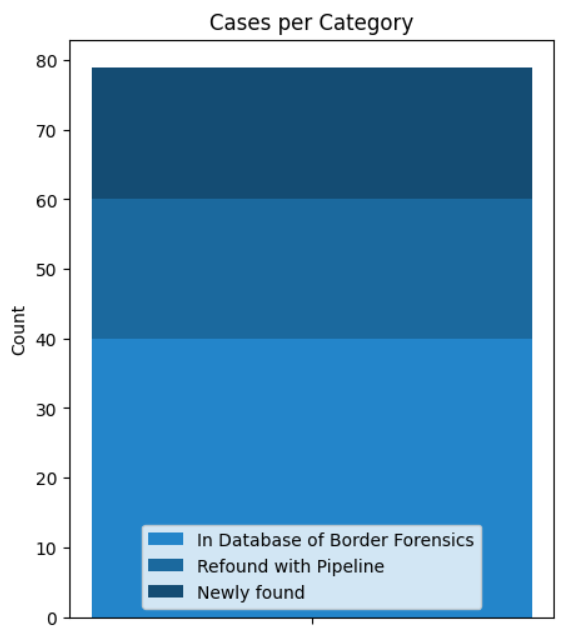 Cases per Category
80
70
60
50
40
30
20
10
0
Count
In Database of Border Forensics
Refound with Pipeline
Newly found